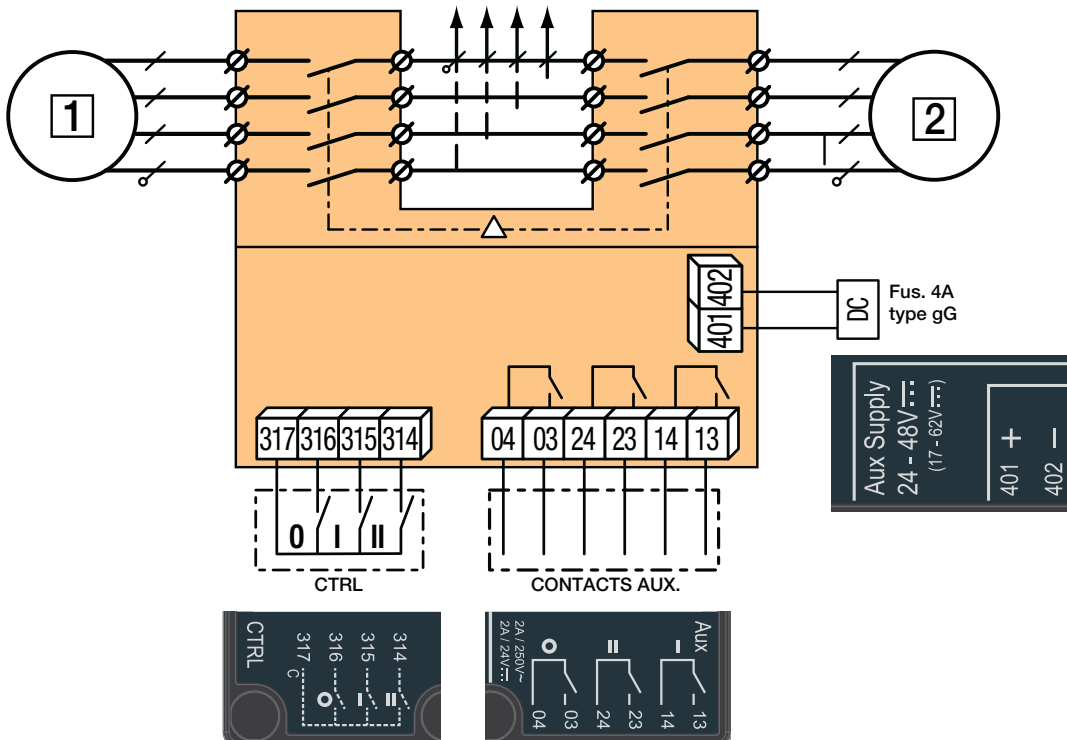 1
2
402
401
DC
Fus. 4A
type gG
317 316 315 314
04 03 24 23 14 13
O I II
CTRL
CONTACTS AUX.
Aux Supply
24 - 48V
(17 - 62V)
401 +
402 –
CTRL
317 316 315 314
C
O I II
2A / 250V~
2A / 24V
O II I
Aux
04 03 24 23 14 13